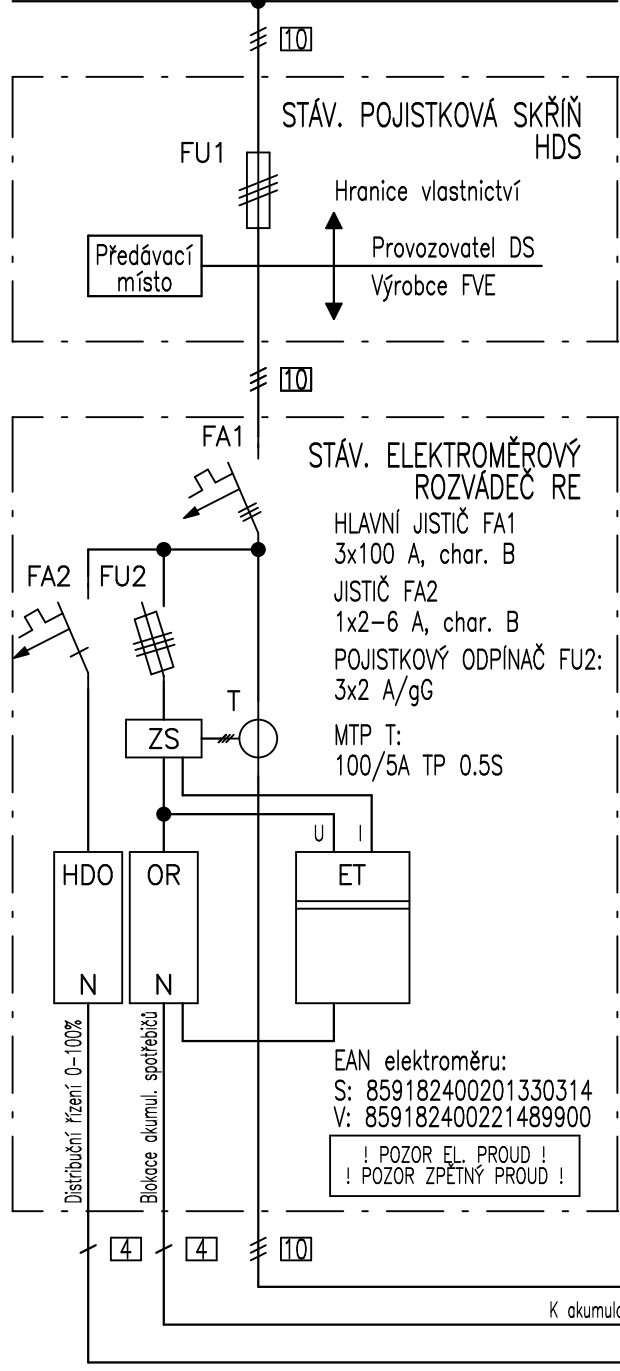 10
STÁV. POJISTKOVÁ SKŘÍŇ
HDS
FU1
Hranice vlastnictví
Předávací
místo
Provozovatel DS
Výrobce FVE
10
FA1
STÁV. ELEKTROMĚROVÝ
ROZVÁDEČ RE
HLAVNÍ JISTIČ FA1
3x100 A, char. B
FA2
FU2
JISTIČ FA2
1x2-6 A, char. B
POJISTKOVÝ ODPÍNAČ FU2:
3x2 A/gG
T
ZS
MTP T:
100/5A TP 0.5S
U
I
HDO
OR
ET
N
N
Distribuční řízení 0-100%
Blokace akumul. spotřebičů
EAN elektroměru:
S: 859182400201330314
V: 859182400221489900
! POZOR EL. PROUD !
! POZOR ZPĚTNÝ PROUD !
4
4
10
K akumulo